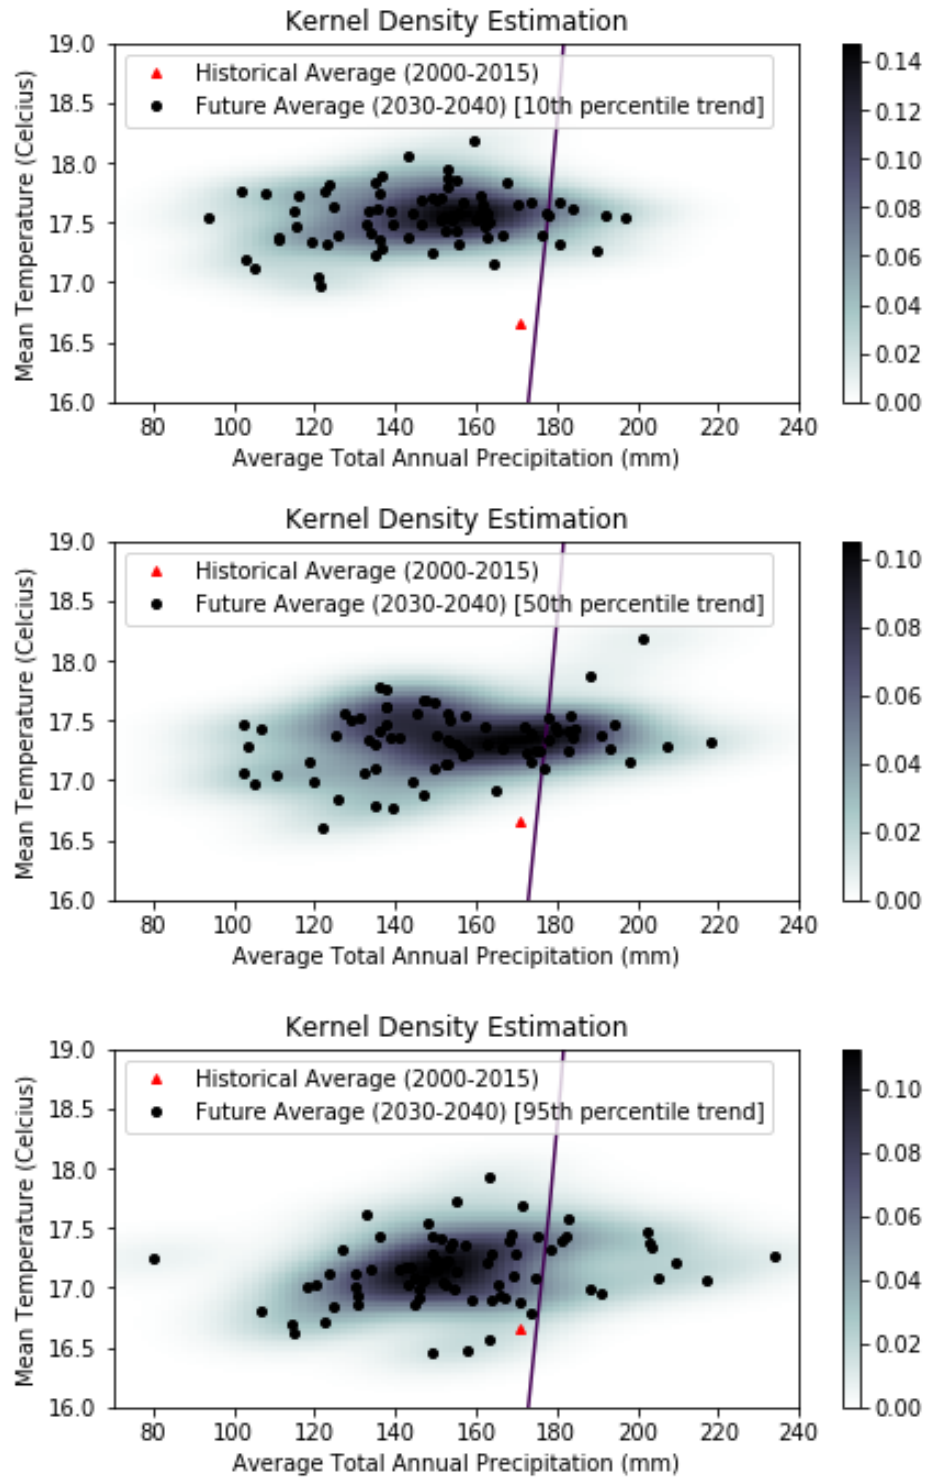 Kernel Density Estimation
19.0
18.5
18.0
17.5
17.0
16.5
16.0
Mean Temperature (Celcius)
Historical Average (2000-2015)
Future Average (2030-2040) [10th percentile trend]
80 100 120 140 160 180 200 220 240
Average Total Annual Precipitation (mm)
0.14
0.12
0.10
0.08
0.06
0.04
0.02
0.00
Kernel Density Estimation
19.0
18.5
18.0
17.5
17.0
16.5
16.0
Mean Temperature (Celcius)
Historical Average (2000-2015)
Future Average (2030-2040) [50th percentile trend]
80 100 120 140 160 180 200 220 240
Average Total Annual Precipitation (mm)
0.10
0.08
0.06
0.04
0.02
0.00
Kernel Density Estimation
19.0
18.5
18.0
17.5
17.0
16.5
16.0
Mean Temperature (Celcius)
Historical Average (2000-2015)
Future Average (2030-2040) [95th percentile trend]
80 100 120 140 160 180 200 220 240
Average Total Annual Precipitation (mm)
0.10
0.08
0.06
0.04
0.02
0.00